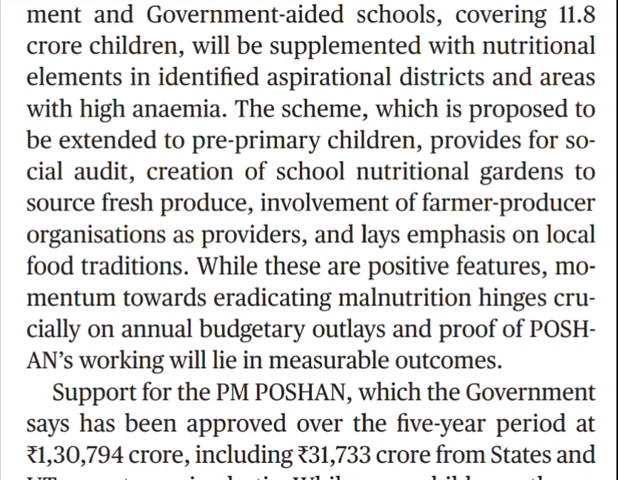 ment and Government-aided schools, covering 11.8
crore children, will be supplemented with nutritional
elements in identified aspirational districts and areas
with high anaemia. The scheme, which is proposed to
be extended to pre-primary children, provides for so-
cial audit, creation of school nutritional gardens to
source fresh produce, involvement of farmer-producer
organisations as providers, and lays emphasis on local
food traditions. While these are positive features, mo-
mentum towards eradicating malnutrition hinges cru-
cially on annual budgetary outlays and proof of POSH-
AN’s working will lie in measurable outcomes.
Support for the PM POSHAN, which the Government
says has been approved over the five-year period at
₹1,30,794 crore, including ₹31,733 crore from States and